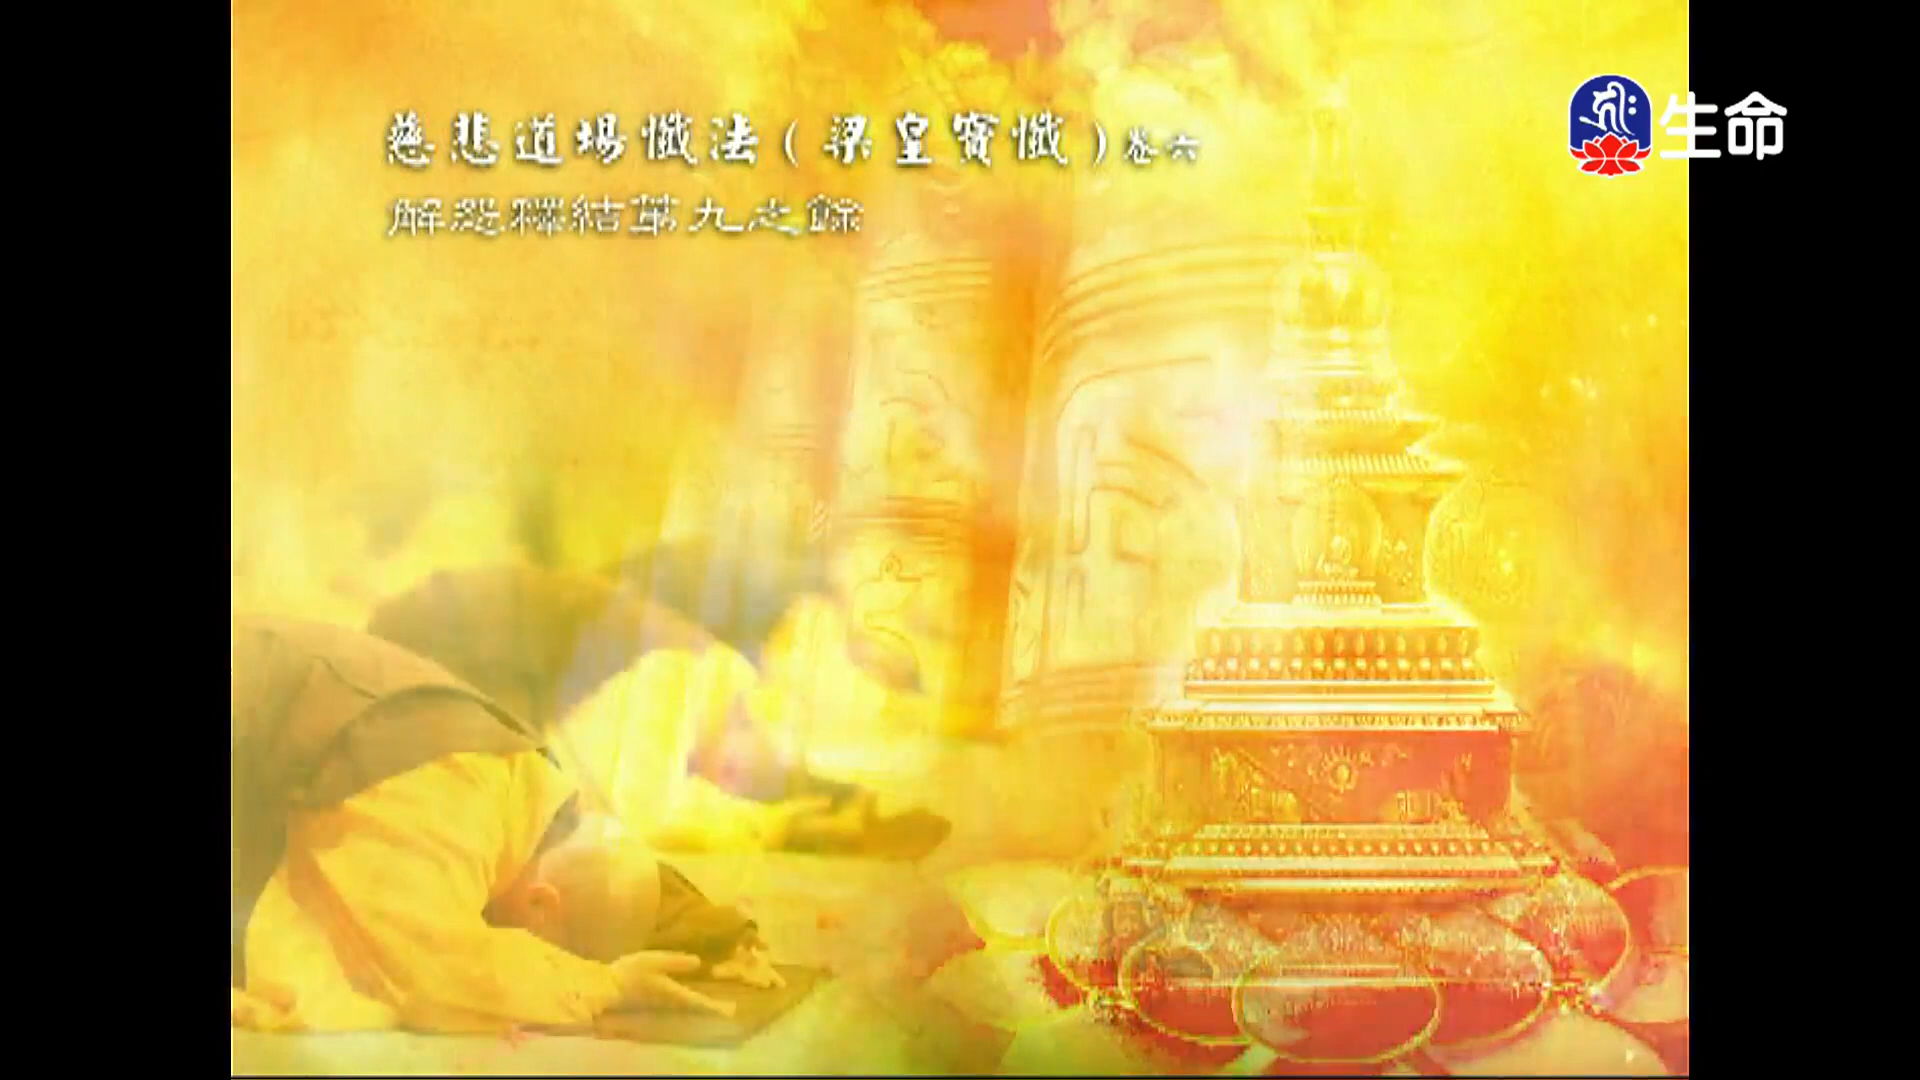 慈悲道場懺法(梁皇寶懺)卷六
解冤釋結第九之餘
生命